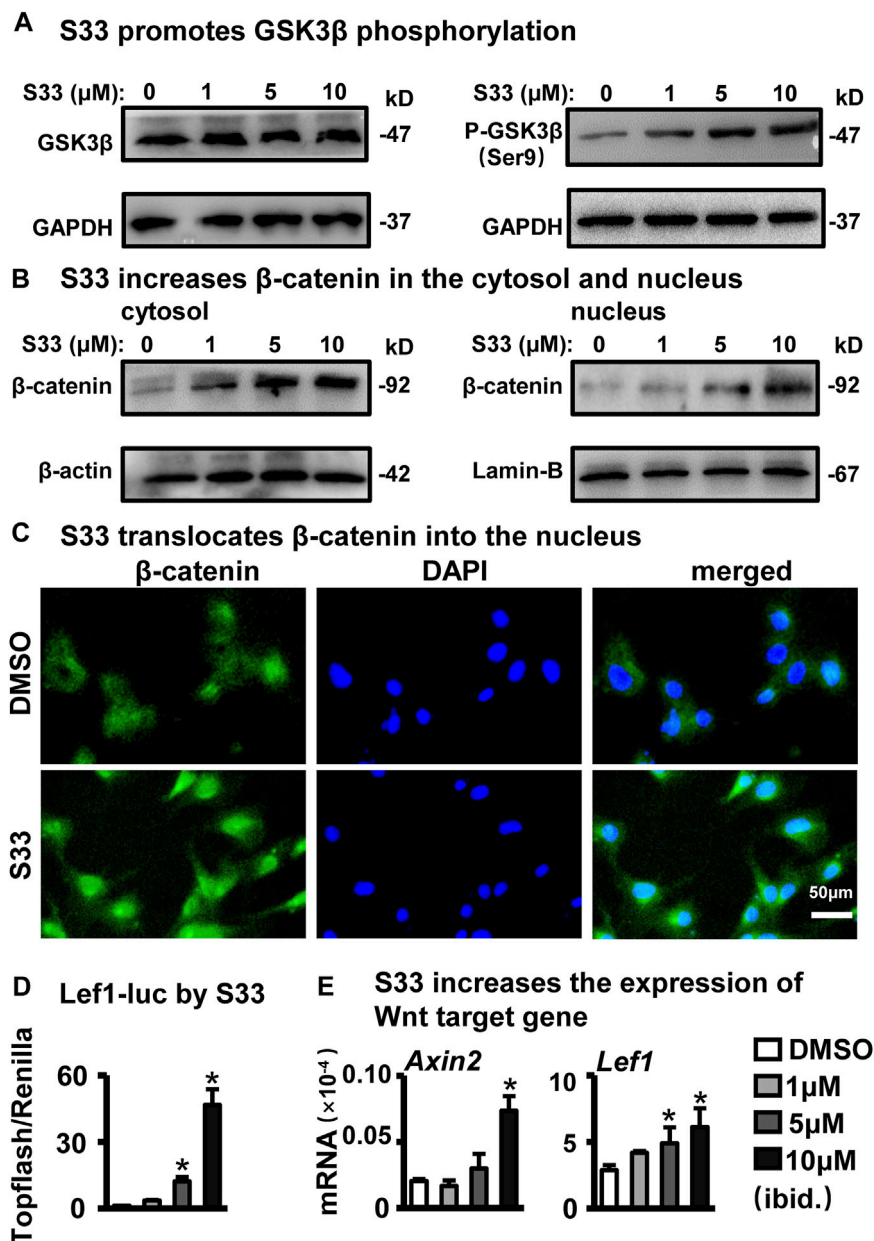 A S33 promotes GSK3β phosphorylation
S33 (μM): 0 1 5 10 kD
GSK3β -47
GAPDH -37
S33 (μM): 0 1 5 10 kD
P-GSK3β -47
(Ser9)
GAPDH -37
B S33 increases β-catenin in the cytosol and nucleus
cytosol
S33 (μM): 0 1 5 10 kD
β-catenin -92
β-actin -42
nucleus
S33 (μM): 0 1 5 10 kD
β-catenin -92
Lamin-B -67
C S33 translocates β-catenin into the nucleus
β-catenin DAPI merged
DMSO
S33
50μm
D Lef1-luc by S33
Topflash/Renilla
60
30
0
*
*
E S33 increases the expression of
Wnt target gene
mRNA (×10⁻⁴)
Axin2
0.10
0.05
0
*
Lef1
10
5
0
* *
DMSO
1μM
5μM
10μM
(ibid.)